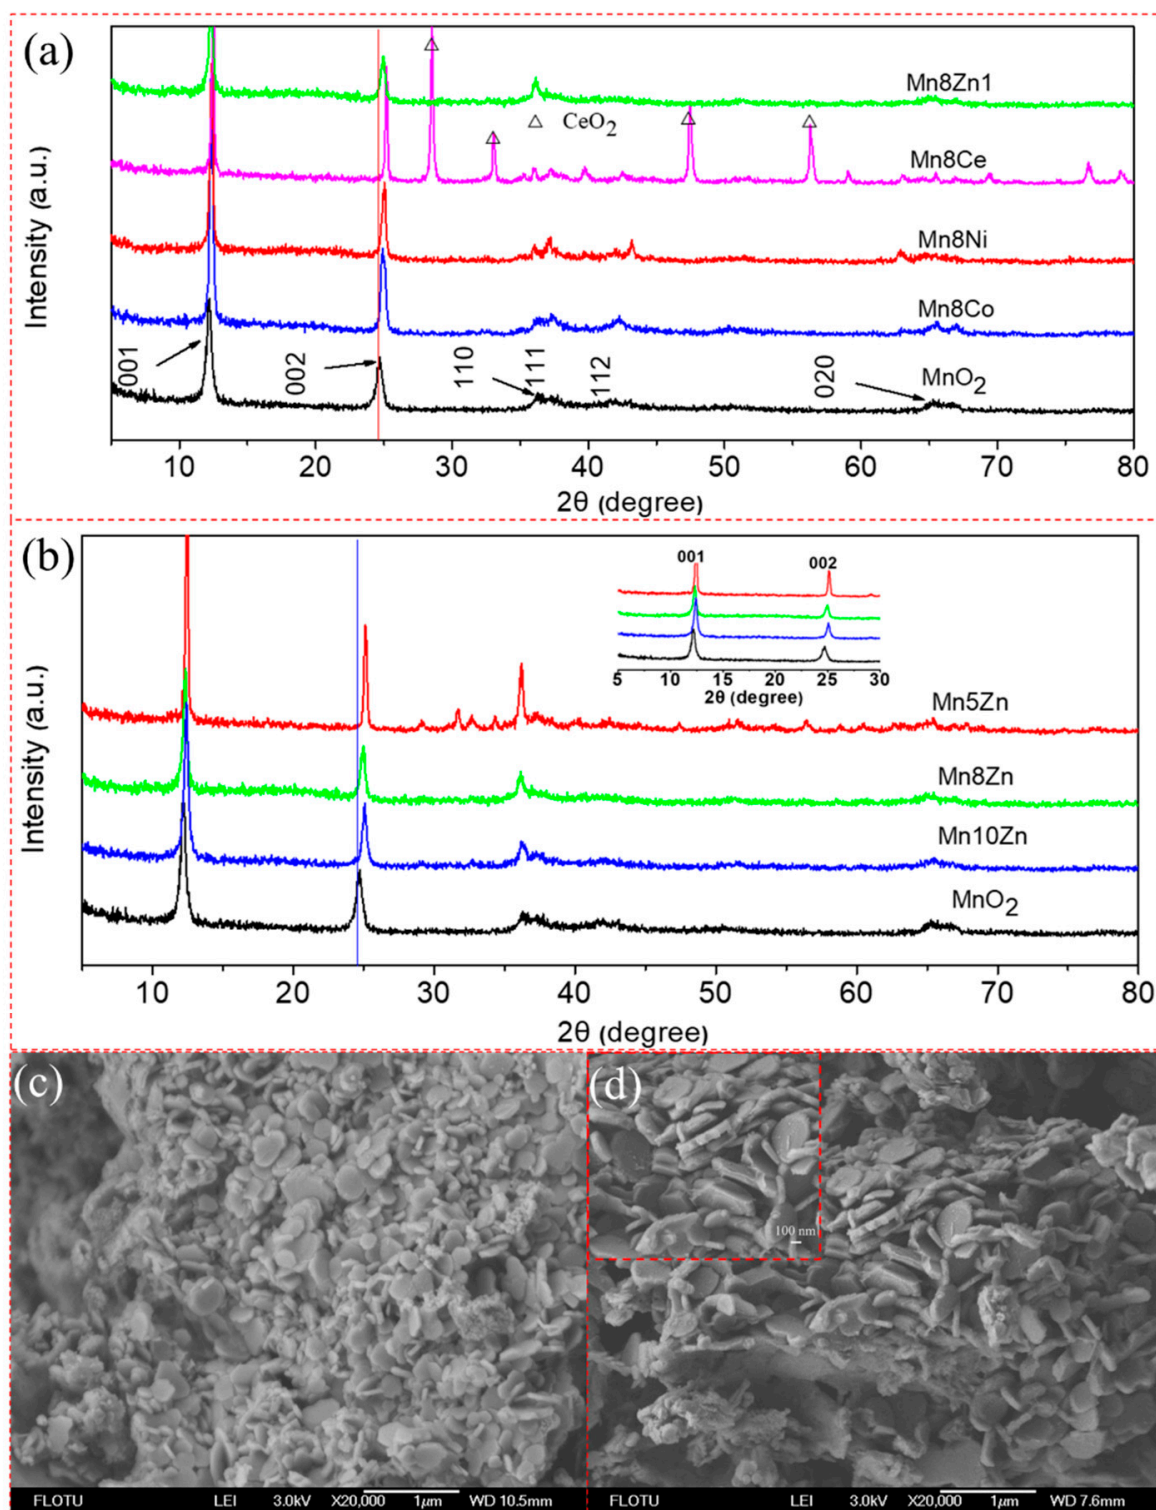 (a)
Mn8Zn1
△ CeO2
Mn8Ce
Mn8Ni
Mn8Co
MnO2
001
002
110
111
112
020
Intensity (a.u.)
10 20 30 40 50 60 70 80
2θ (degree)
(b)
001 002
5 10 15 20 25 30
2θ (degree)
Mn5Zn
Mn8Zn
Mn10Zn
MnO2
Intensity (a.u.)
10 20 30 40 50 60 70 80
2θ (degree)
(c)
FLOTU LEI 3.0kV X20,000 1μm WD 10.5mm
(d)
100 nm
FLOTU LEI 3.0kV X20,000 1μm WD 7.6mm